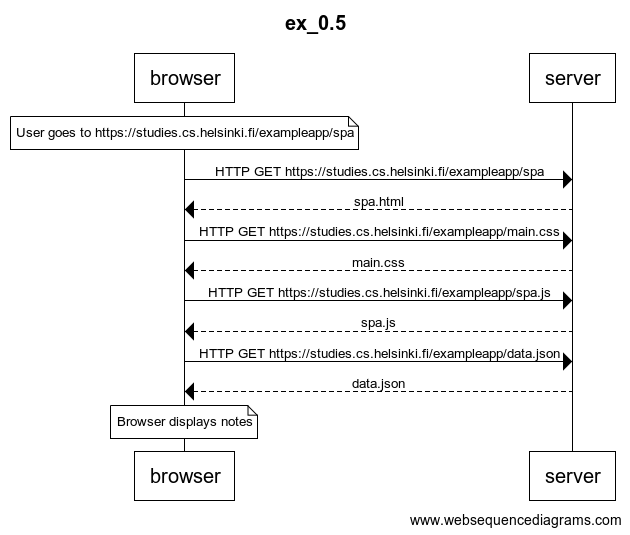 ex_0.5
browser
server
User goes to https://studies.cs.helsinki.fi/exampleapp/spa
HTTP GET https://studies.cs.helsinki.fi/exampleapp/spa
spa.html
HTTP GET https://studies.cs.helsinki.fi/exampleapp/main.css
main.css
HTTP GET https://studies.cs.helsinki.fi/exampleapp/spa.js
spa.js
HTTP GET https://studies.cs.helsinki.fi/exampleapp/data.json
data.json
Browser displays notes
browser
server
www.websequencediagrams.com